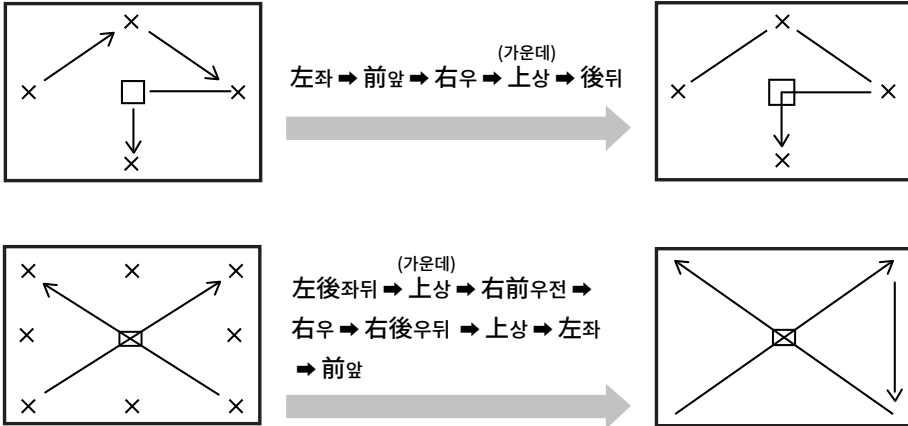 (가운데)
左좌 ➡ 前앞 ➡ 右우 ➡ 上상 ➡ 後뒤
(가운데)
左後좌뒤 ➡ 上상 ➡ 右前우전 ➡
右우 ➡ 右後우뒤 ➡ 上상 ➡ 左좌
➡ 前앞